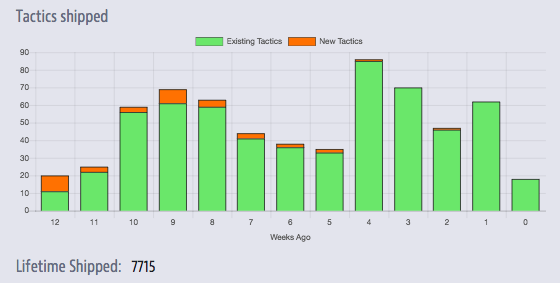 Tactics shipped
Existing Tactics New Tactics
90
80
70
60
50
40
30
20
10
0
12 11 10 9 8 7 6 5 4 3 2 1 0
Weeks Ago
Lifetime Shipped: 7715